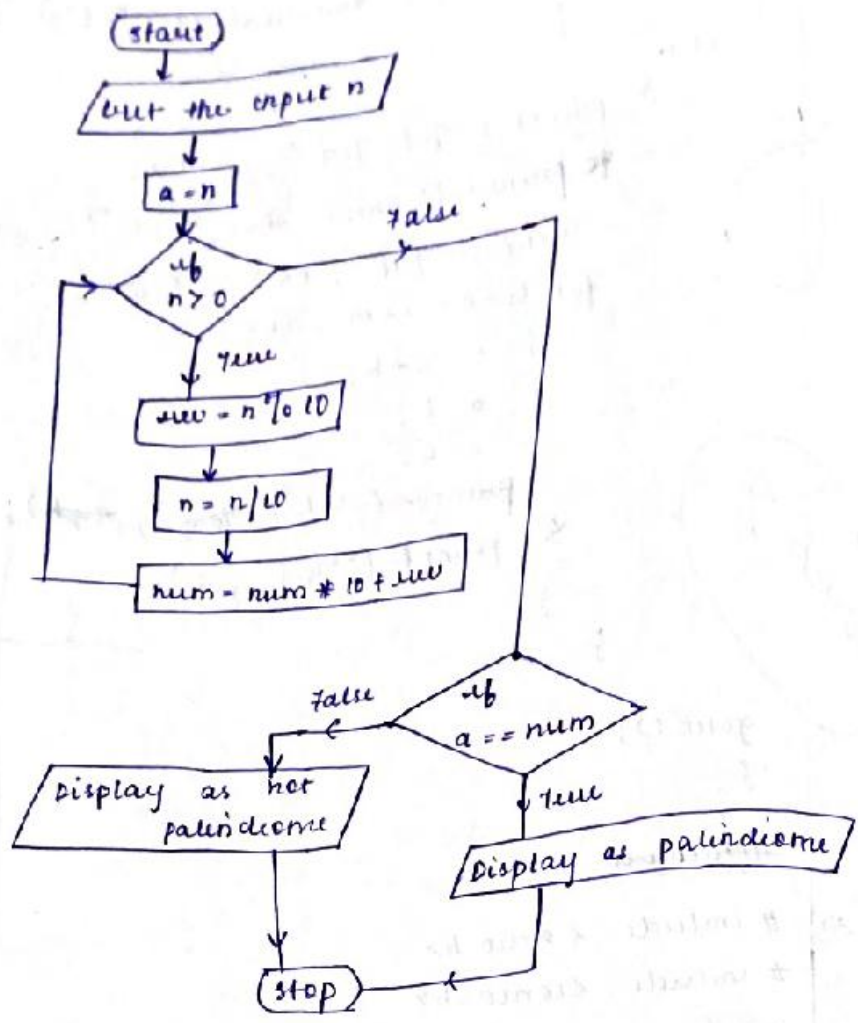 start
the input n
a = n
False
if
n > 0
True
rev = n % 10
n = n/10
num = num * 10 + rev
False
if
a == num
True
Display as not
palindrome
Display as palindrome
stop